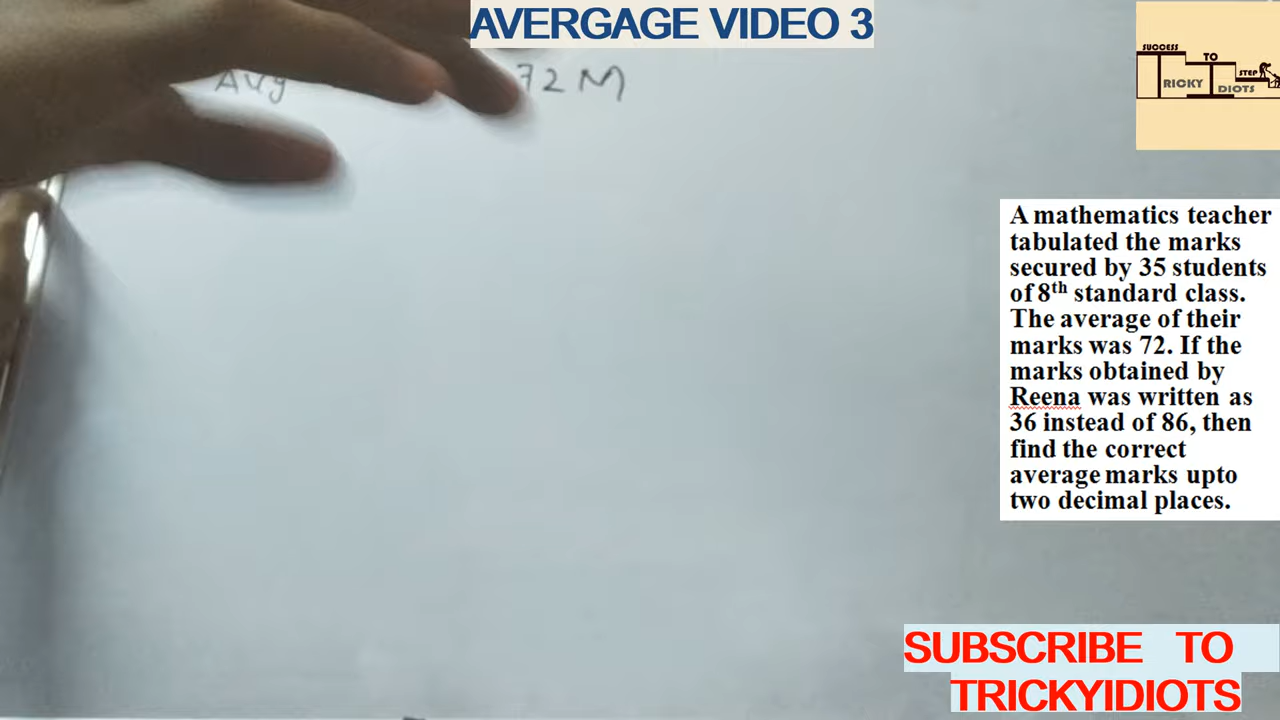 AVERGAGE VIDEO 3
Avg 72 M
SUCCESS TO
STEP
RICKY DIOTS
A mathematics teacher
tabulated the marks
secured by 35 students
of 8th standard class.
The average of their
marks was 72. If the
marks obtained by
Reena was written as
36 instead of 86, then
find the correct
average marks upto
two decimal places.
SUBSCRIBE TO
TRICKYIDIOTS